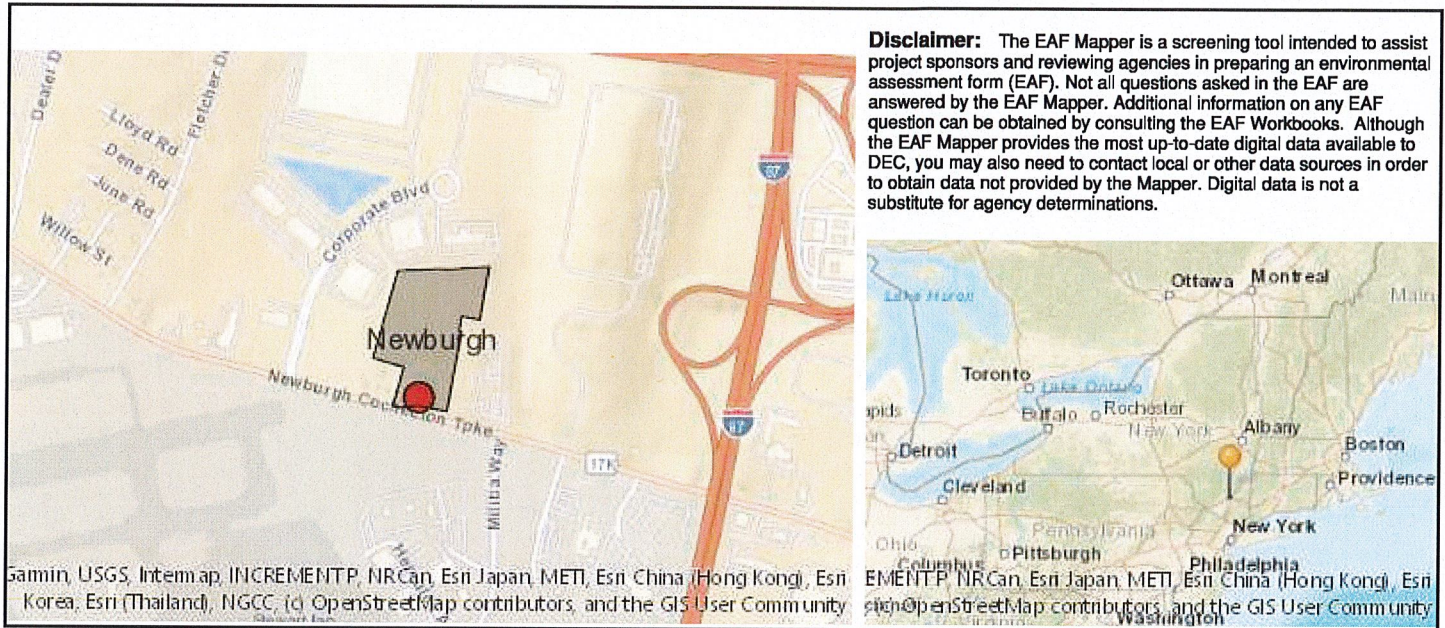 Disclaimer: The EAF Mapper is a screening tool intended to assist
project sponsors and reviewing agencies in preparing an environmental
assessment form (EAF). Not all questions asked in the EAF are
answered by the EAF Mapper. Additional information on any EAF
question can be obtained by consulting the EAF Workbooks. Although
the EAF Mapper provides the most up-to-date digital data available to
DEC, you may also need to contact local or other data sources in order
to obtain data not provided by the Mapper. Digital data is not a
substitute for agency determinations.
Lloyd Rd
Dene Rd
June Rd
Willow St
Corporate Blvd
87
Newburgh
Newburgh Tpke
87
17K
Militia Way
Garmin, USGS, Intermap, INCREMENT P, NRCan, Esri Japan, METI, Esri China (Hong Kong), Esri
Korea, Esri (Thailand), NGCC, (c) OpenStreetMap contributors, and the GIS User Community
Ottawa
Montreal
Lake Huron
Toronto
Lake Ontario
Buffalo
Rochester
New York
Albany
apids
Boston
Detroit
Providence
Cleveland
Pennsylvania
New York
Ohio
Pittsburgh
Columbus
Philadelphia
EMENT P, NRCan, Esri Japan, METI, Esri China (Hong Kong), Esri
OpenStreetMap contributors, and the GIS User Community
Washington